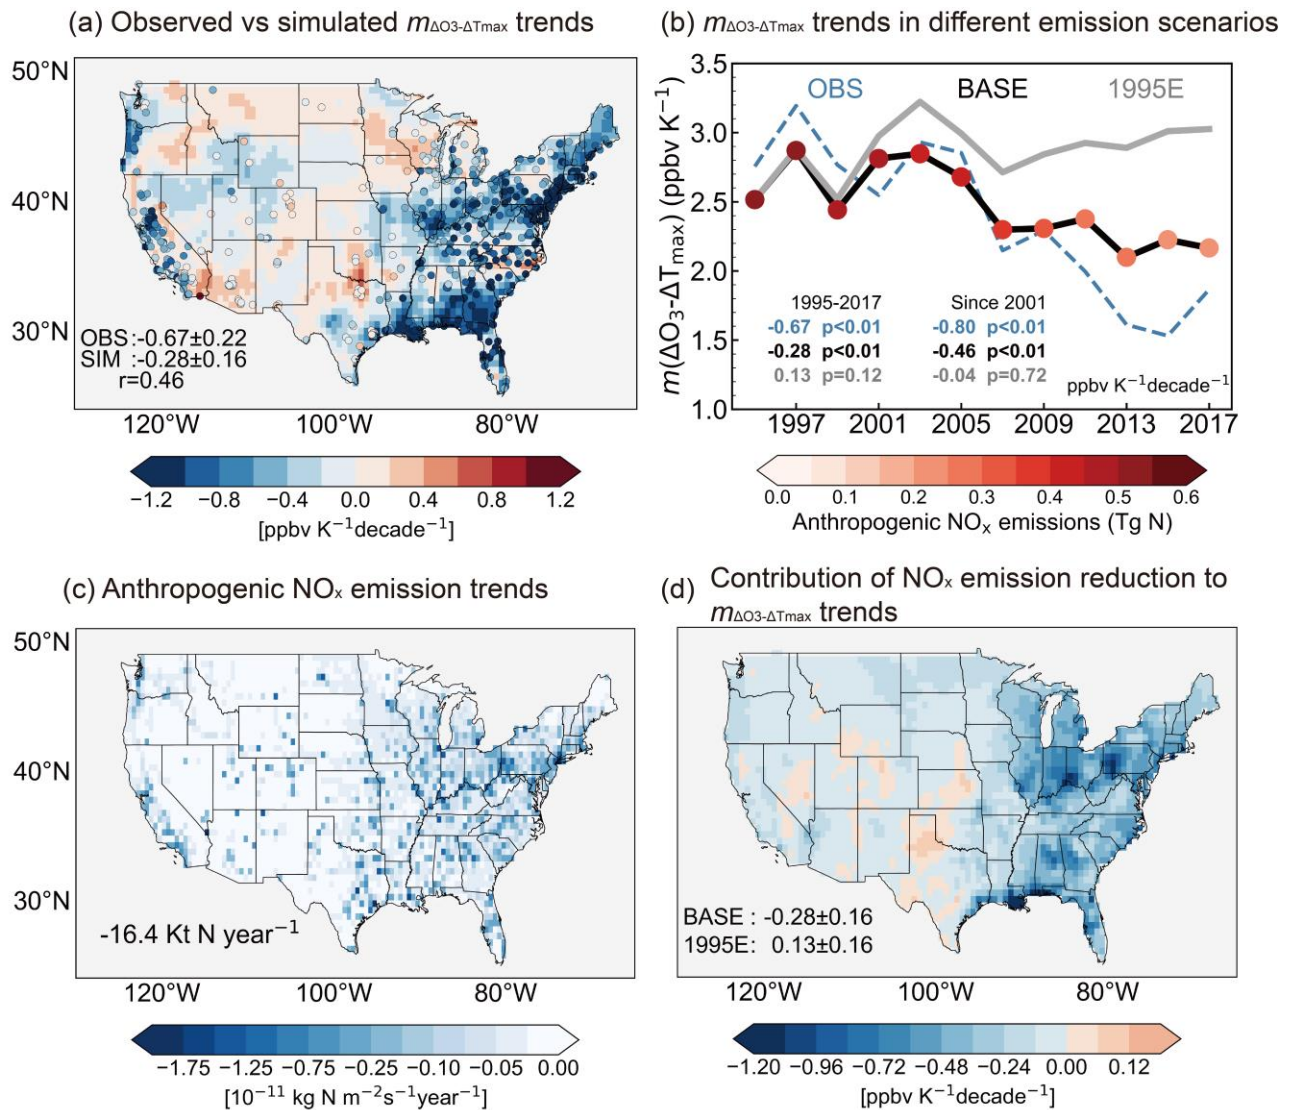 (a) Observed vs simulated mΔO3-ΔTmax trends
50°N
40°N
30°N
OBS :-0.67±0.22
SIM :-0.28±0.16
r=0.46
120°W 100°W 80°W
−1.2 −0.8 −0.4 0.0 0.4 0.8 1.2
[ppbv K⁻¹decade⁻¹]
(b) mΔO3-ΔTmax trends in different emission scenarios
m(ΔO₃-ΔTₘₐₓ) (ppbv K⁻¹)
3.5
3.0
2.5
2.0
1.5
1.0
OBS BASE 1995E
1995-2017 Since 2001
-0.67 p<0.01 -0.80 p<0.01
-0.28 p<0.01 -0.46 p<0.01
0.13 p=0.12 -0.04 p=0.72
ppbv K⁻¹decade⁻¹
1997 2001 2005 2009 2013 2017
0.0 0.1 0.2 0.3 0.4 0.5 0.6
Anthropogenic NOₓ emissions (Tg N)
(c) Anthropogenic NOₓ emission trends
50°N
40°N
30°N
-16.4 Kt N year⁻¹
120°W 100°W 80°W
−1.75 −1.25 −0.75 −0.25 −0.10 −0.05 0.00
[10⁻¹¹ kg N m⁻²s⁻¹year⁻¹]
(d) Contribution of NOₓ emission reduction to
mΔO3-ΔTmax trends
BASE : -0.28±0.16
1995E: 0.13±0.16
120°W 100°W 80°W
−1.20 −0.96 −0.72 −0.48 −0.24 0.00 0.12
[ppbv K⁻¹decade⁻¹]